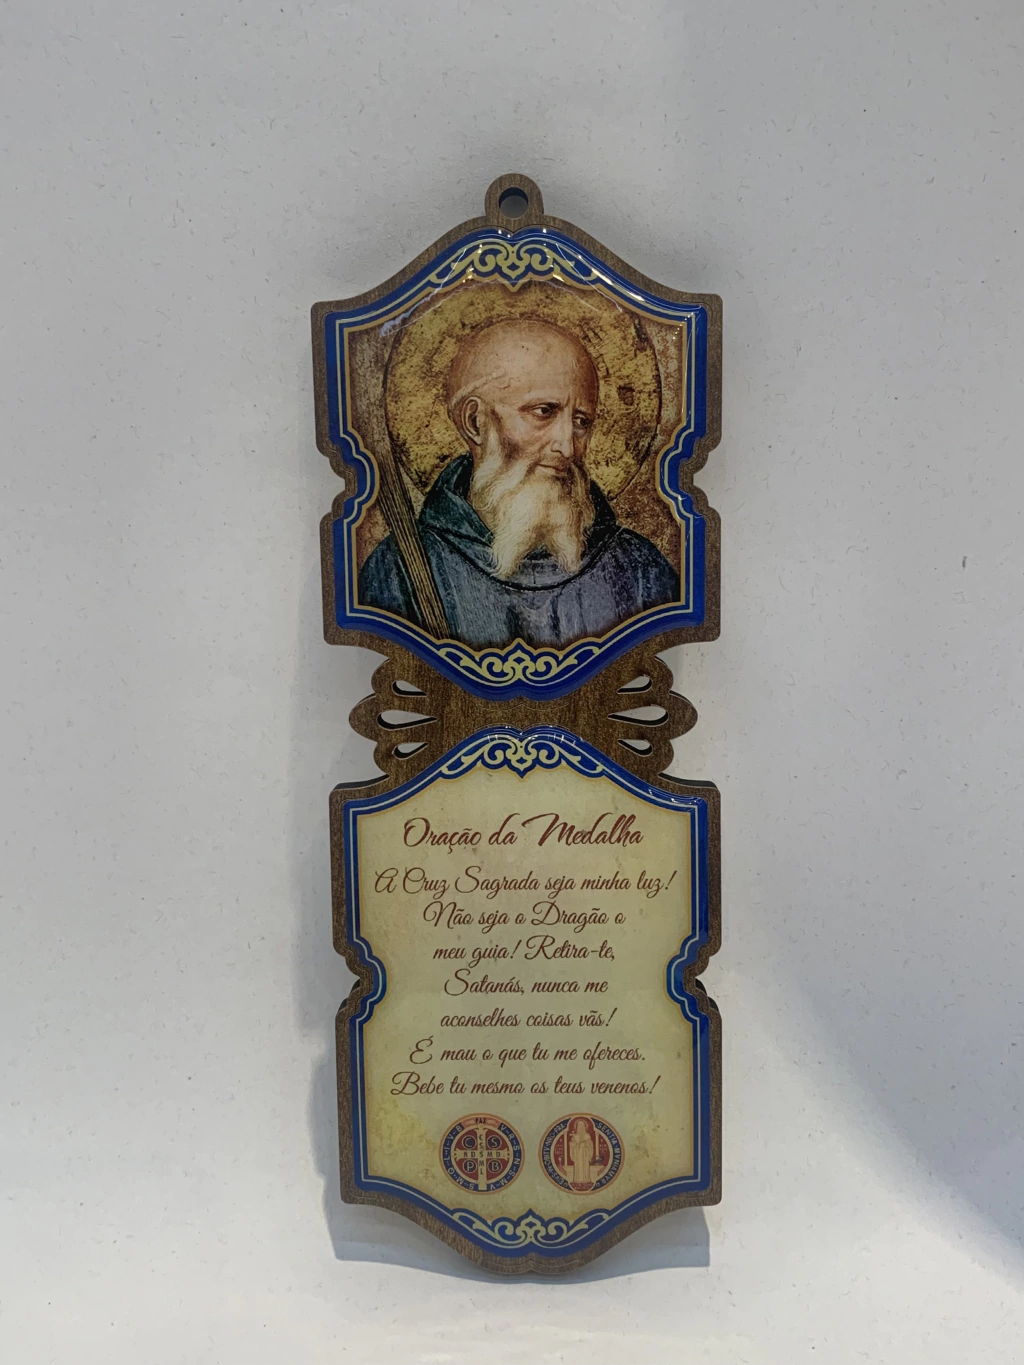 Oração da Medalha
A Cruz Sagrada seja minha luz!
Não seja o Dragão o
meu guia! Retira-te,
Satanás, nunca me
aconselhes coisas vãs!
É mau o que tu me ofereces.
Bebe tu mesmo os teus venenos!
PAX
C S
N D S M D
P B
C S S M L